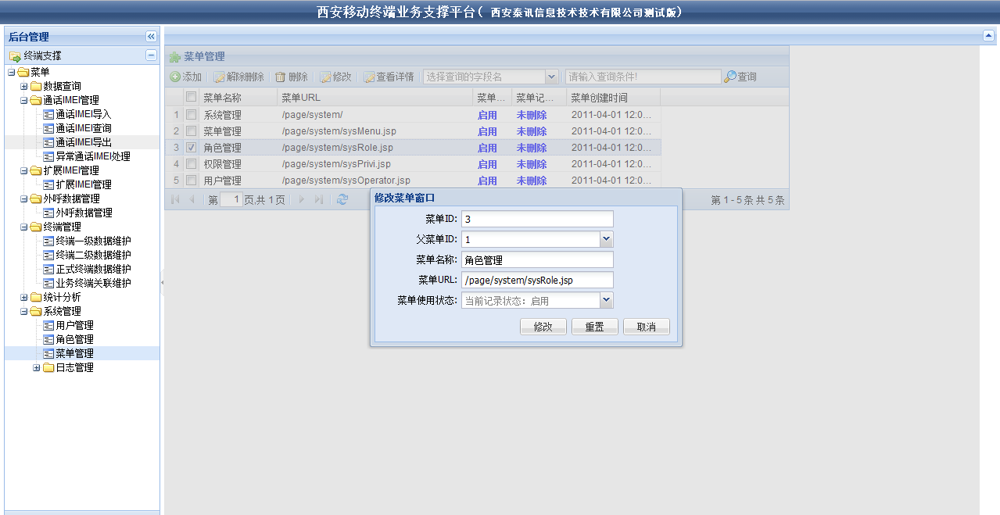 西安移动终端业务支撑平台( 西安泰讯信息技术技术有限公司测试版)
后台管理
终端支撑
菜单
数据查询
通话IMEI管理
通话IMEI导入
通话IMEI查询
通话IMEI导出
异常通话IMEI处理
扩展IMEI管理
扩展IMEI管理
外呼数据管理
外呼数据管理
终端管理
终端一级数据维护
终端二级数据维护
正式终端数据维护
业务终端关联维护
统计分析
系统管理
用户管理
角色管理
菜单管理
日志管理
菜单管理
添加 解除删除 删除 修改 查看详情 选择查询的字段名 请输入查询条件! 查询
菜单名称 菜单URL 菜单... 菜单记... 菜单创建时间
1 系统管理 /page/system/ 启用 未删除 2011-04-01 12:0...
2 菜单管理 /page/system/sysMenu.jsp 启用 未删除 2011-04-01 12:0...
3 角色管理 /page/system/sysRole.jsp 启用 未删除 2011-04-01 12:0...
4 权限管理 /page/system/sysPrivi.jsp 启用 未删除 2011-04-01 12:0...
5 用户管理 /page/system/sysOperator.jsp 启用 未删除 2011-04-01 12:0...
第 1 页,共 1 页 第 1 - 5 条 共 5 条
修改菜单窗口
菜单ID: 3
父菜单ID: 1
菜单名称: 角色管理
菜单URL: /page/system/sysRole.jsp
菜单使用状态: 当前记录状态：启用
修改 重置 取消